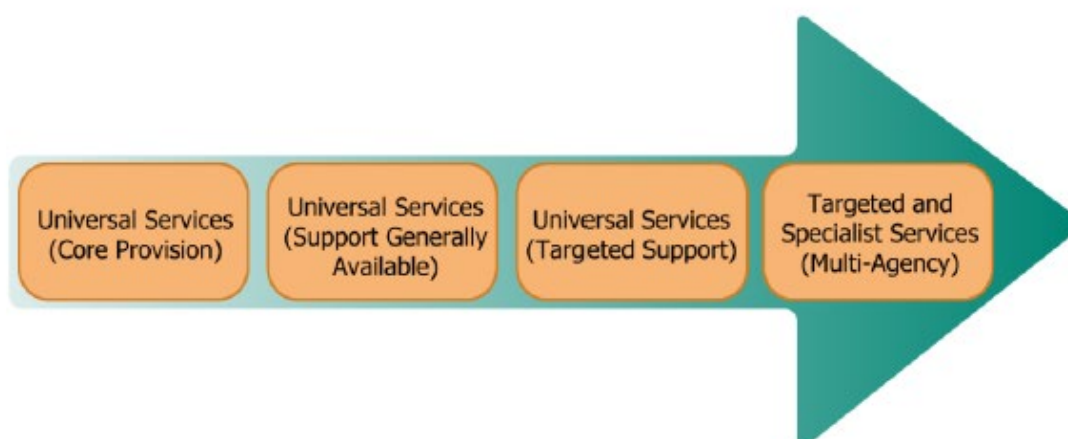 Universal Services
(Core Provision)
Universal Services
(Support Generally
Available)
Universal Services
(Targeted Support)
Targeted and
Specialist Services
(Multi-Agency)